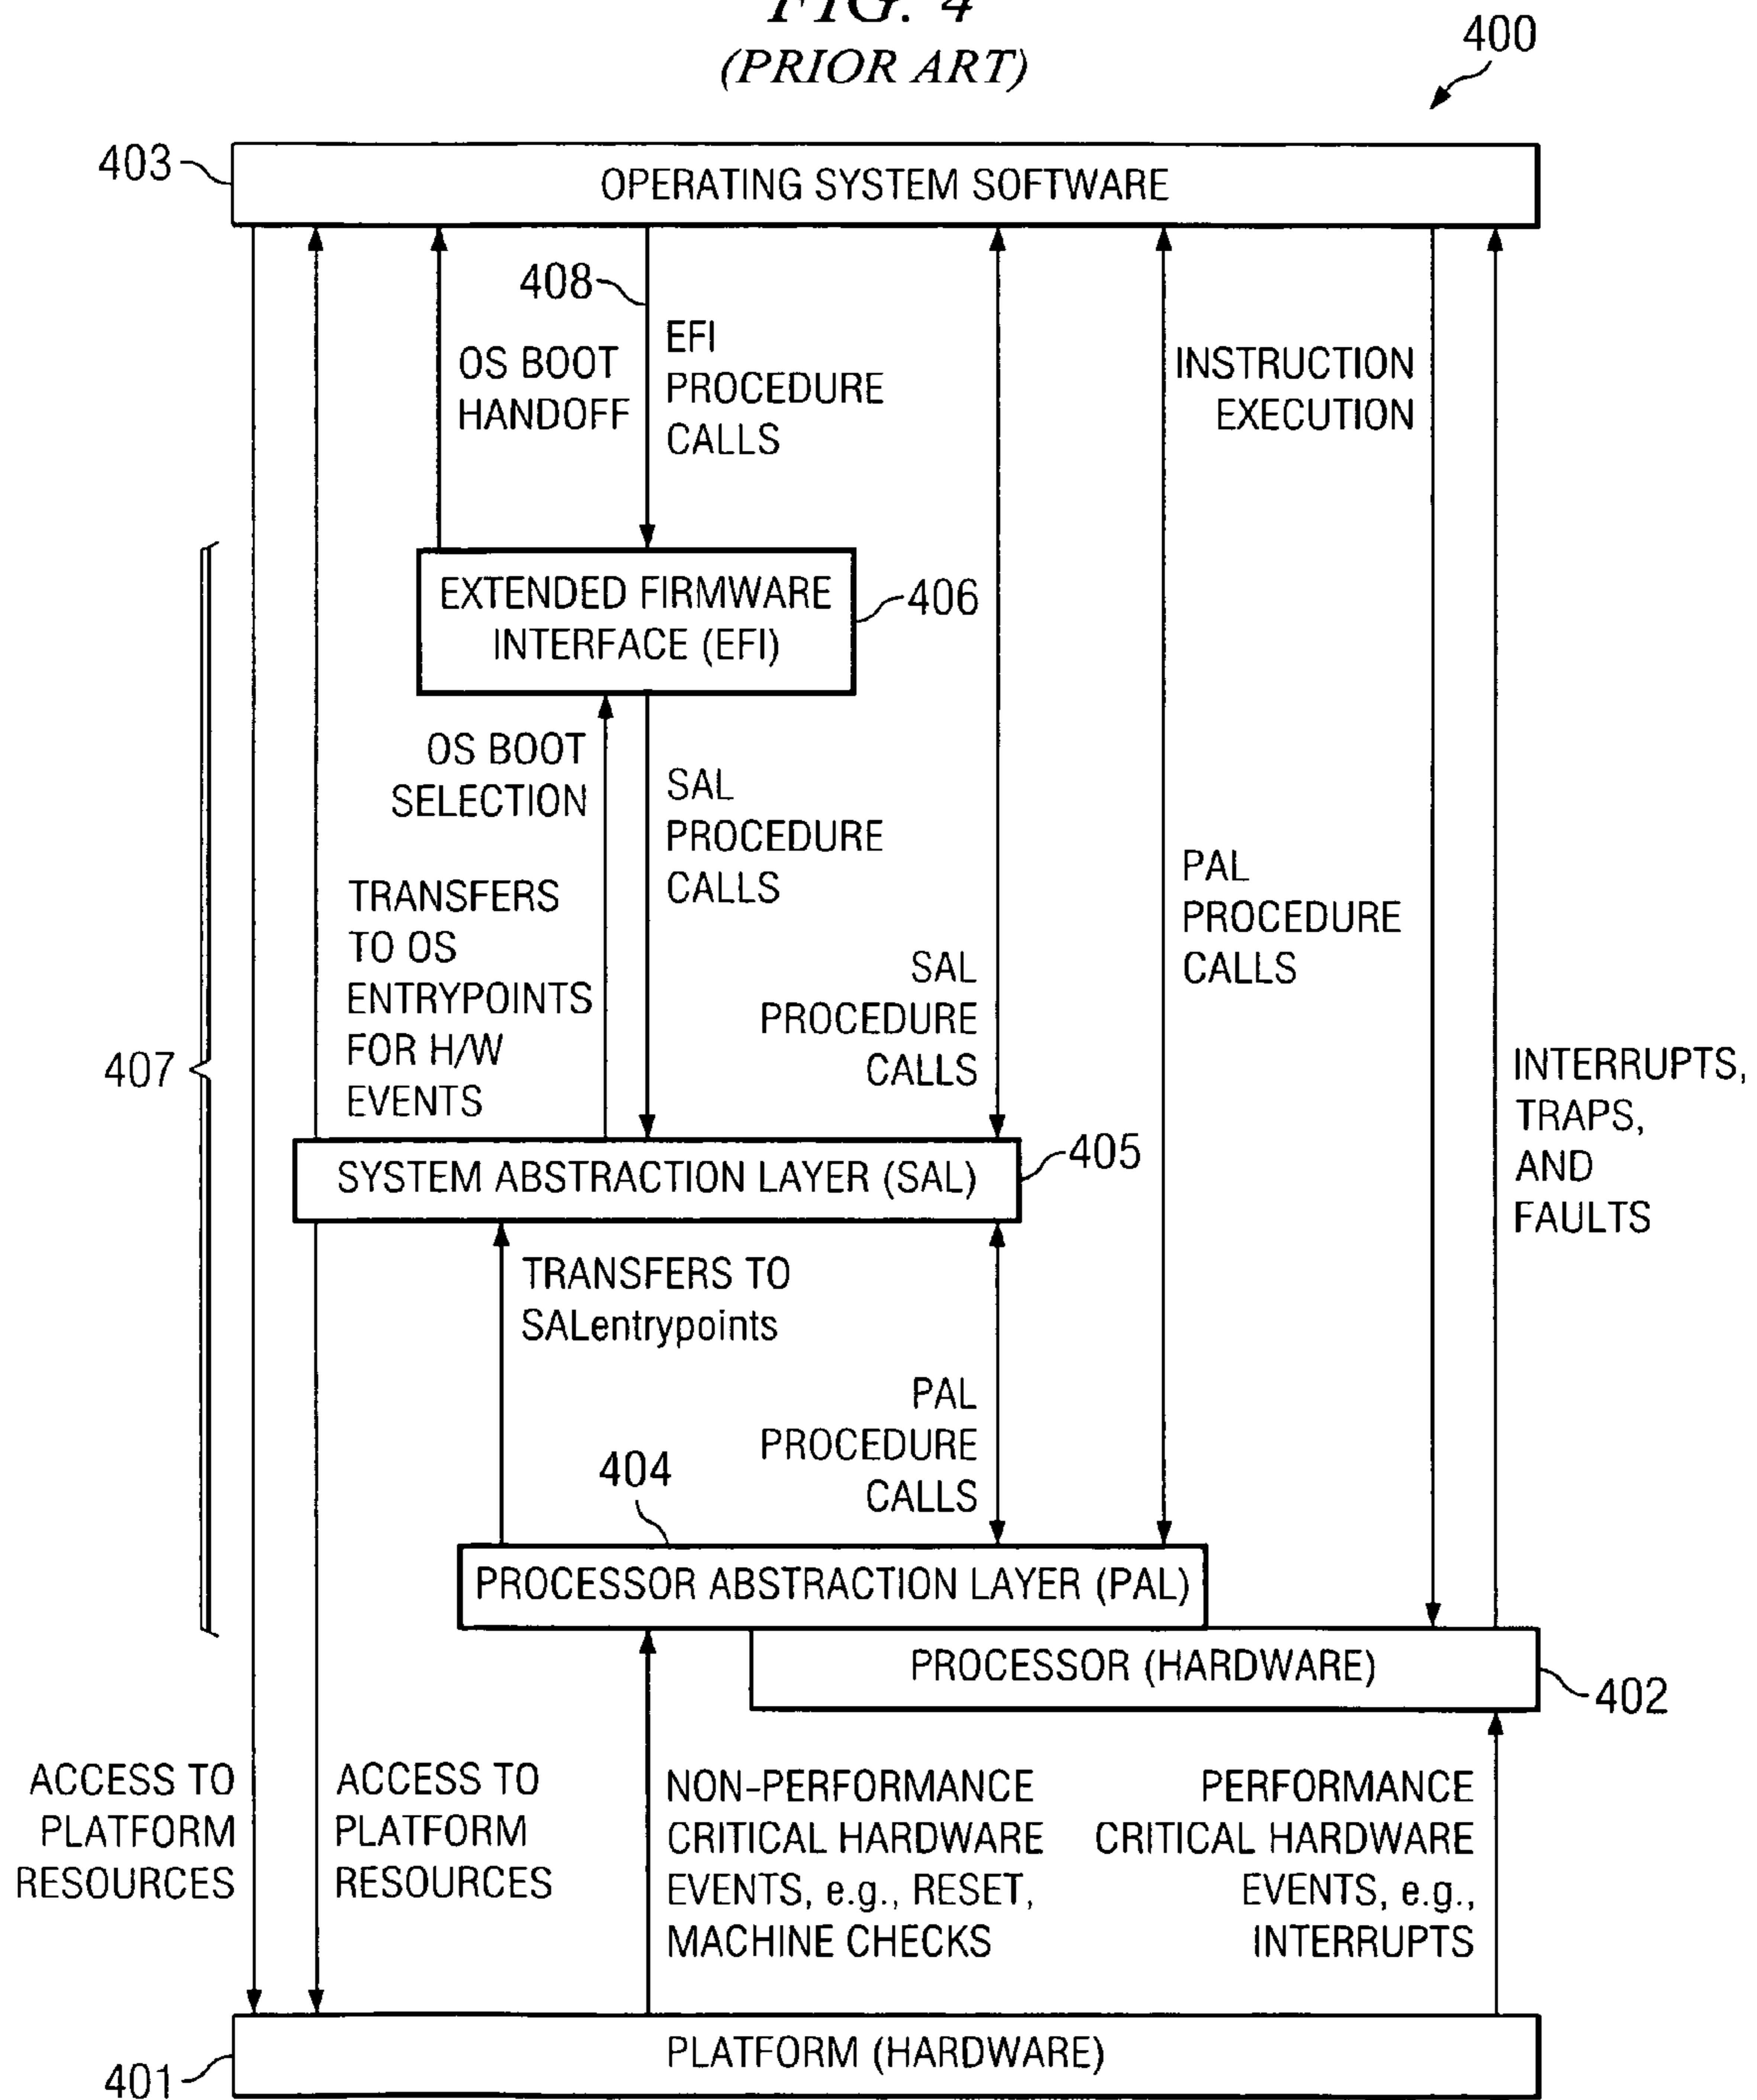 FIG. 4
(PRIOR ART)
400
403
OPERATING SYSTEM SOFTWARE
408
OS BOOT
HANDOFF
EFI
PROCEDURE
CALLS
INSTRUCTION
EXECUTION
EXTENDED FIRMWARE
INTERFACE (EFI)
406
OS BOOT
SELECTION
SAL
PROCEDURE
CALLS
TRANSFERS
TO OS
ENTRYPOINTS
FOR H/W
EVENTS
SAL
PROCEDURE
CALLS
PAL
PROCEDURE
CALLS
407
INTERRUPTS,
TRAPS,
AND
FAULTS
SYSTEM ABSTRACTION LAYER (SAL)
405
TRANSFERS TO
SALentrypoints
PAL
PROCEDURE
CALLS
404
PROCESSOR ABSTRACTION LAYER (PAL)
PROCESSOR (HARDWARE)
402
ACCESS TO
PLATFORM
RESOURCES
ACCESS TO
PLATFORM
RESOURCES
NON-PERFORMANCE
CRITICAL HARDWARE
EVENTS, e.g., RESET,
MACHINE CHECKS
PERFORMANCE
CRITICAL HARDWARE
EVENTS, e.g.,
INTERRUPTS
PLATFORM (HARDWARE)
401